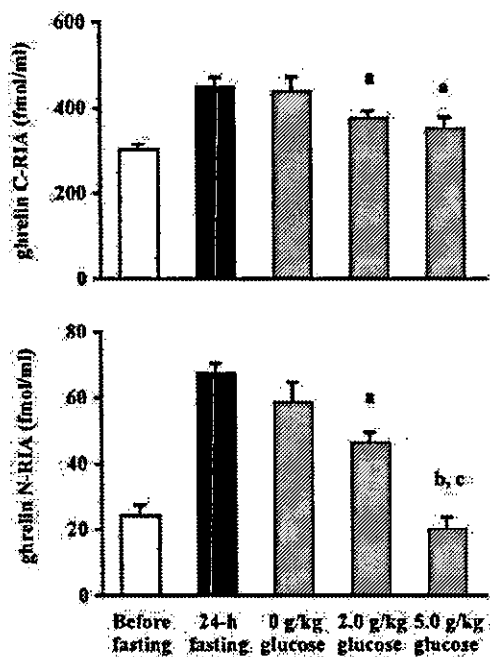 600
400
200
0
ghrelin C-RIA (fmol/ml)
a
a
80
60
40
20
0
ghrelin N-RIA (fmol/ml)
a
b, c
Before fasting
24-h fasting
0 g/kg glucose
2.0 g/kg glucose
5.0 g/kg glucose